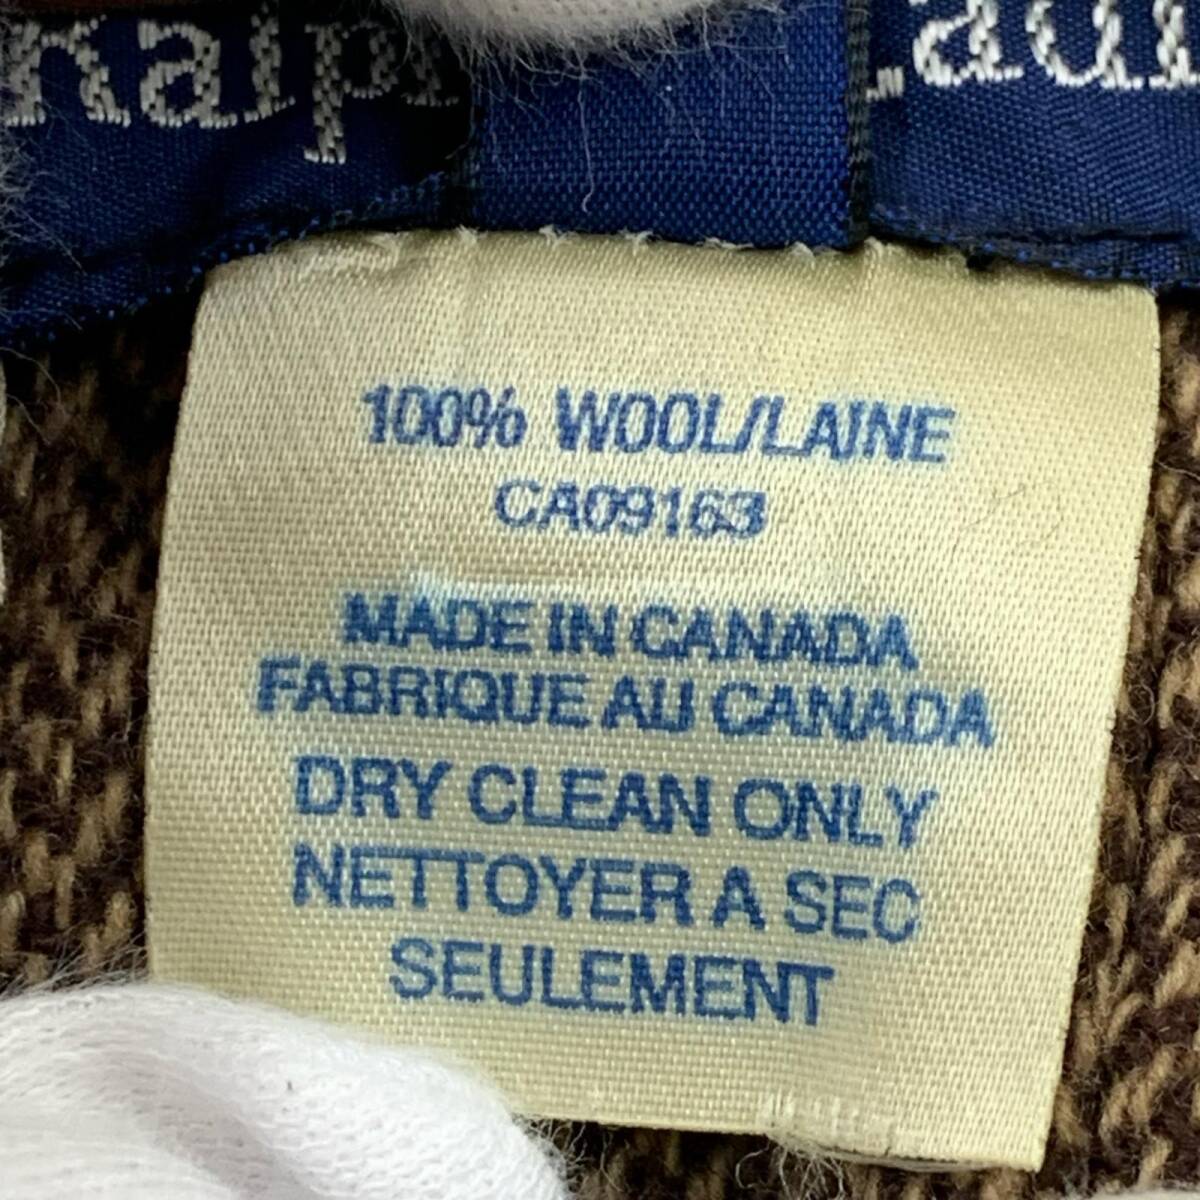 100% WOOL/LAINE
CA09163
MADE IN CANADA
FABRIQUE AU CANADA
DRY CLEAN ONLY
NETTOYER A SEC
SEULEMENT